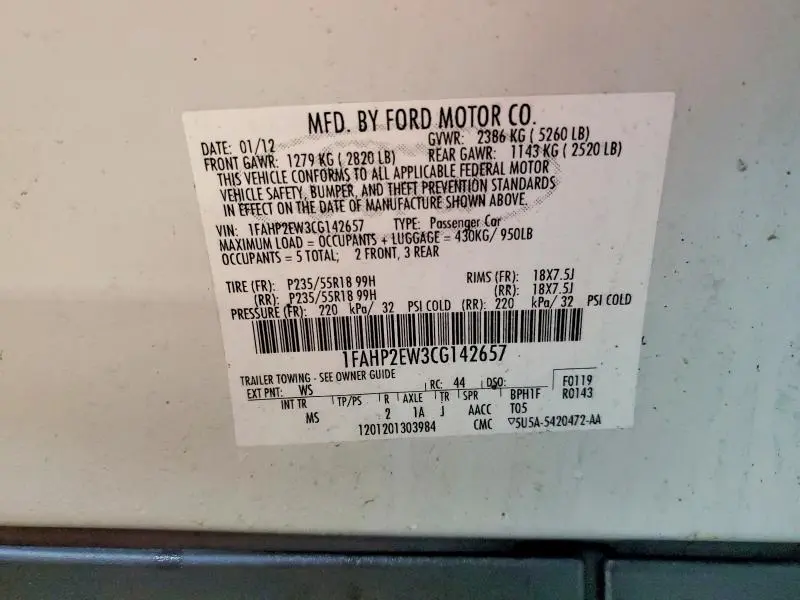 MFD. BY FORD MOTOR CO.
DATE: 01/12 GVWR: 2386 KG ( 5260 LB)
FRONT GAWR: 1279 KG ( 2820 LB) REAR GAWR: 1143 KG ( 2520 LB)
THIS VEHICLE CONFORMS TO ALL APPLICABLE FEDERAL MOTOR
VEHICLE SAFETY, BUMPER, AND THEFT PREVENTION STANDARDS
IN EFFECT ON THE DATE OF MANUFACTURE SHOWN ABOVE.
VIN: 1FAHP2EW3CG142657 TYPE: Passenger Car
MAXIMUM LOAD = OCCUPANTS + LUGGAGE = 430KG/ 950LB
OCCUPANTS = 5 TOTAL; 2 FRONT, 3 REAR
TIRE (FR): P235/55R18 99H RIMS (FR): 18X7.5J
(RR): P235/55R18 99H (RR): 18X7.5J
PRESSURE (FR): 220 kPa/ 32 PSI COLD (RR): 220 kPa/ 32 PSI COLD
1FAHP2EW3CG142657
TRAILER TOWING - SEE OWNER GUIDE
EXT PNT: WS RC: 44 DSO: F0119
INT TR TP/PS R AXLE TR SPR BPH1F R0143
MS 2 1A J AACC T05
1201201303984 CMC ▽5U5A-5420472-AA